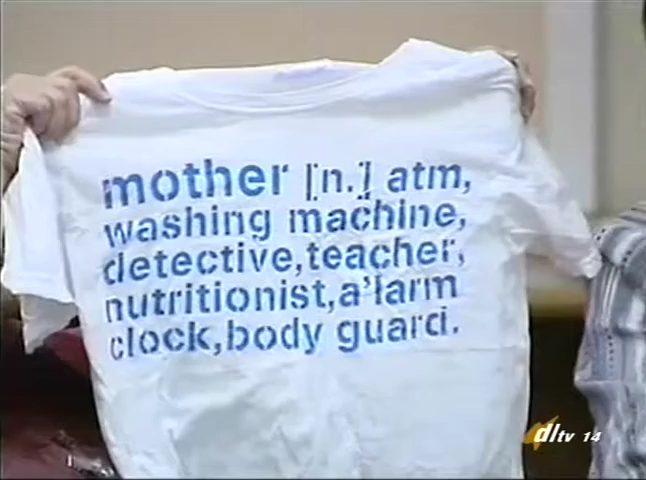 mother [n.] atm,
washing machine,
detective,teacher,
nutritionist,a'larm
clock,body guard.
dltv 14